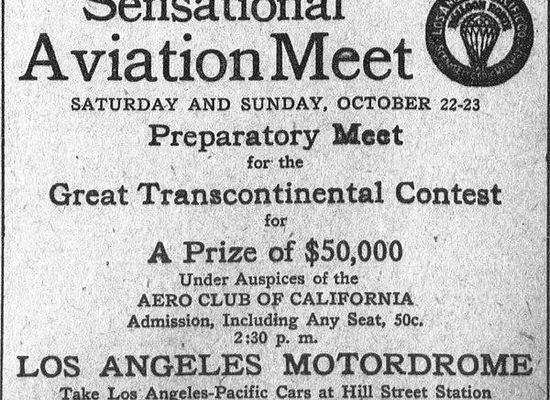 Sensational
Aviation Meet
SATURDAY AND SUNDAY, OCTOBER 22-23
Preparatory Meet
for the
Great Transcontinental Contest
for
A Prize of $50,000
Under Auspices of the
AERO CLUB OF CALIFORNIA
Admission, Including Any Seat, 50c.
2:30 p. m.
LOS ANGELES MOTORDROME
Take Los Angeles-Pacific Cars at Hill Street Station